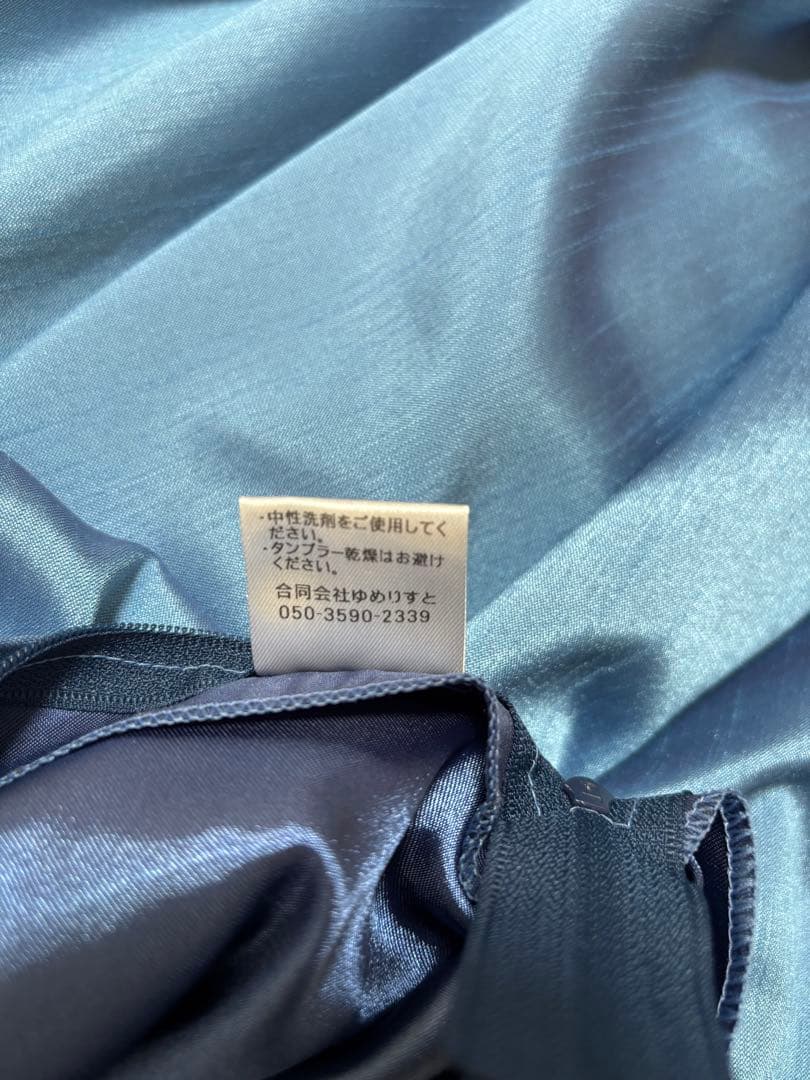 ・中性洗剤をご使用してく
ださい。
・タンブラー乾燥はお避け
ください。
合同会社ゆめりすと
050-3590-2339